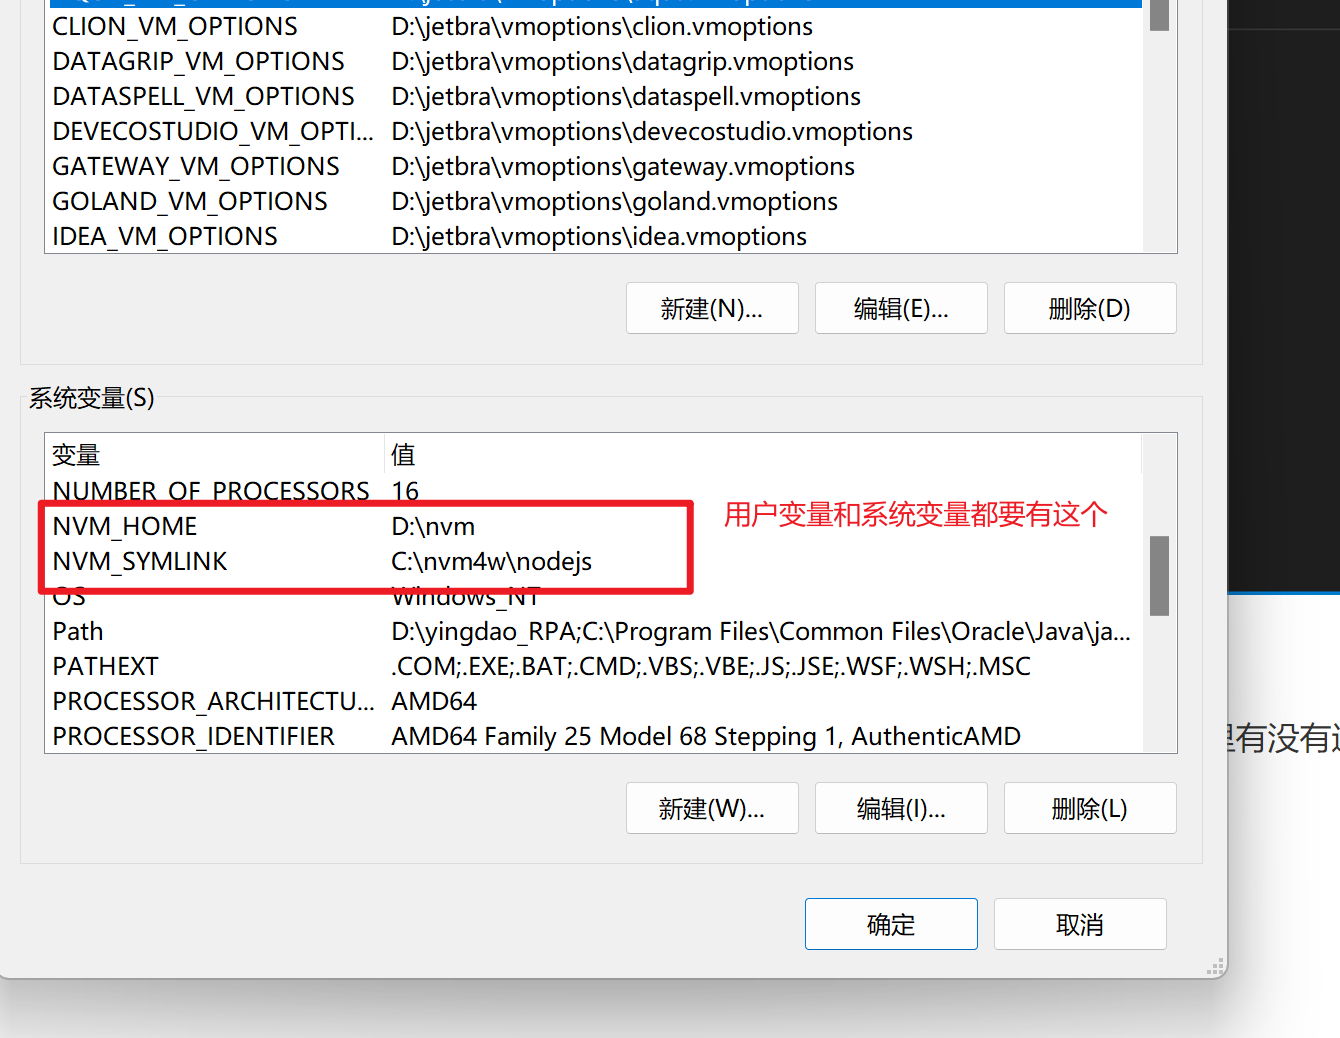 CLION_VM_OPTIONS D:\jetbra\vmoptions\clion.vmoptions
DATAGRIP_VM_OPTIONS D:\jetbra\vmoptions\datagrip.vmoptions
DATASPELL_VM_OPTIONS D:\jetbra\vmoptions\dataspell.vmoptions
DEVECOSTUDIO_VM_OPTI... D:\jetbra\vmoptions\devecostudio.vmoptions
GATEWAY_VM_OPTIONS D:\jetbra\vmoptions\gateway.vmoptions
GOLAND_VM_OPTIONS D:\jetbra\vmoptions\goland.vmoptions
IDEA_VM_OPTIONS D:\jetbra\vmoptions\idea.vmoptions
新建(N)... 编辑(E)... 删除(D)
系统变量(S)
变量 值
NUMBER_OF_PROCESSORS 16
NVM_HOME D:\nvm
用户变量和系统变量都要有这个
NVM_SYMLINK C:\nvm4w\nodejs
OS Windows_NT
Path D:\yingdao_RPA;C:\Program Files\Common Files\Oracle\Java\ja...
PATHEXT .COM;.EXE;.BAT;.CMD;.VBS;.VBE;.JS;.JSE;.WSF;.WSH;.MSC
PROCESSOR_ARCHITECTU... AMD64
PROCESSOR_IDENTIFIER AMD64 Family 25 Model 68 Stepping 1, AuthenticAMD
有没有
新建(W)... 编辑(I)... 删除(L)
确定 取消